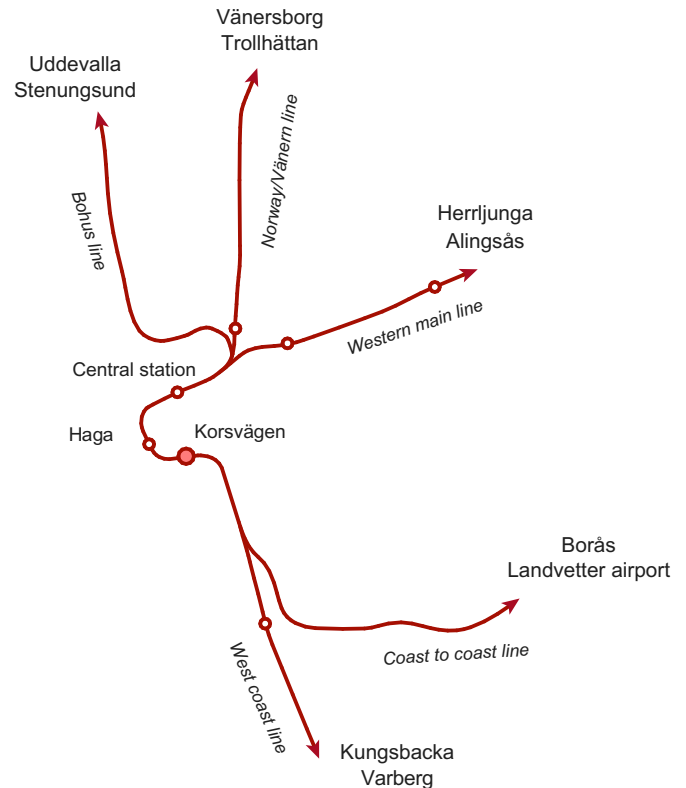 Vänersborg
Trollhättan
Uddevalla
Stenungsund
Norway/Vänern line
Bohus line
Herrljunga
Alingsås
Western main line
Central station
Haga
Korsvägen
Borås
Landvetter airport
Coast to coast line
West coast line
Kungsbacka
Varberg